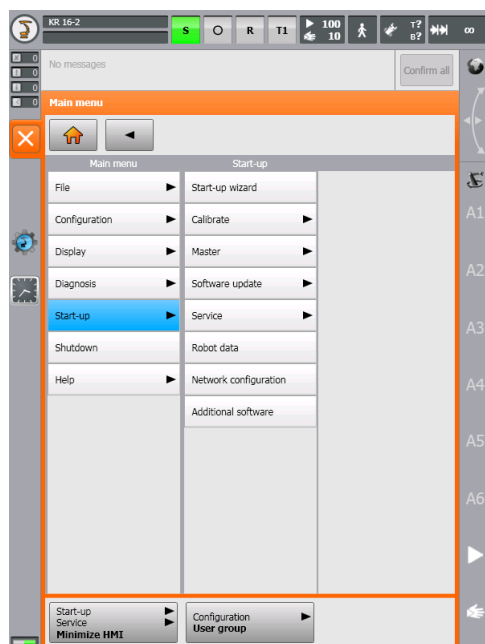 KR 16-2
S O R T1 100 10 T? B? ∞
0
0
0
0
No messages
Confirm all
Main menu
Main menu Start-up
File Start-up wizard
Configuration Calibrate
Display Master
Diagnosis Software update
Start-up Service
Shutdown Robot data
Help Network configuration
Additional software
A1
A2
A3
A4
A5
A6
Start-up
Service
Minimize HMI
Configuration
User group